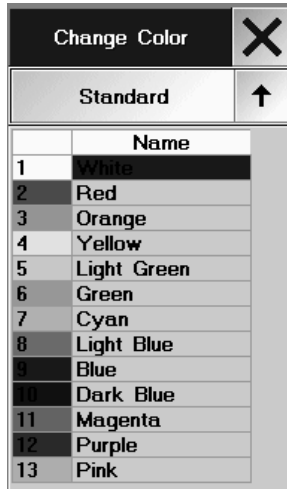 Change Color
Standard
Name
1 White
2 Red
3 Orange
4 Yellow
5 Light Green
6 Green
7 Cyan
8 Light Blue
9 Blue
10 Dark Blue
11 Magenta
12 Purple
13 Pink